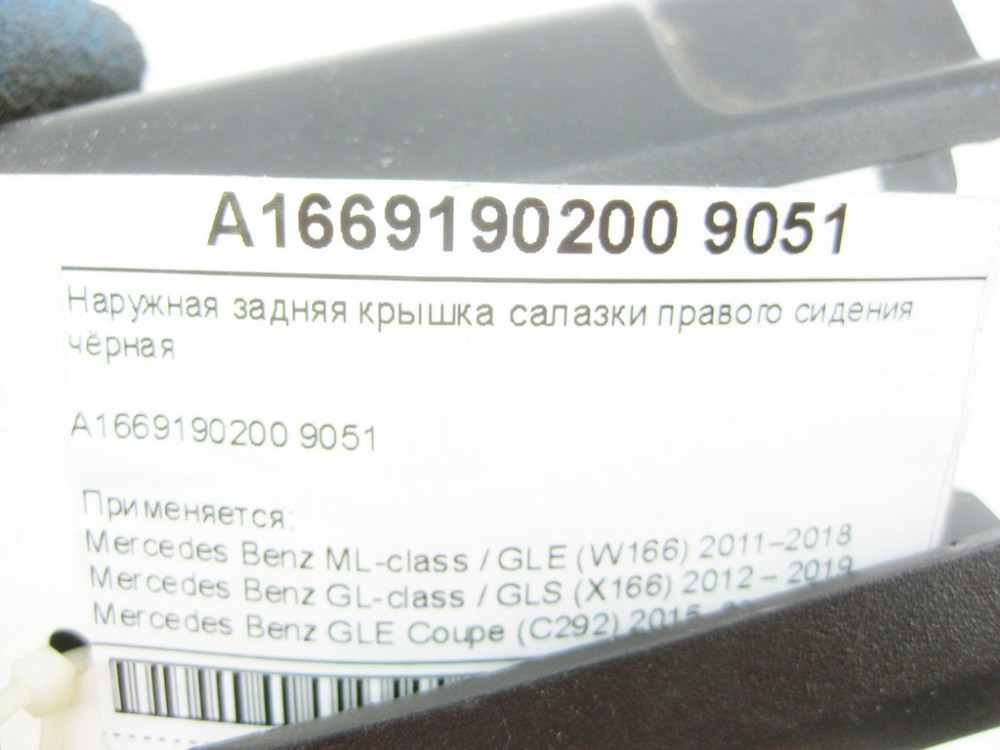 A1669190200 9051
Наружная задняя крышка салазки правого сидения
чёрная
A1669190200 9051
Применяется:
Mercedes Benz ML-class / GLE (W166) 2011-2018
Mercedes Benz GL-class / GLS (X166) 2012 - 2019
Mercedes Benz GLE Coupe (C292) 2015